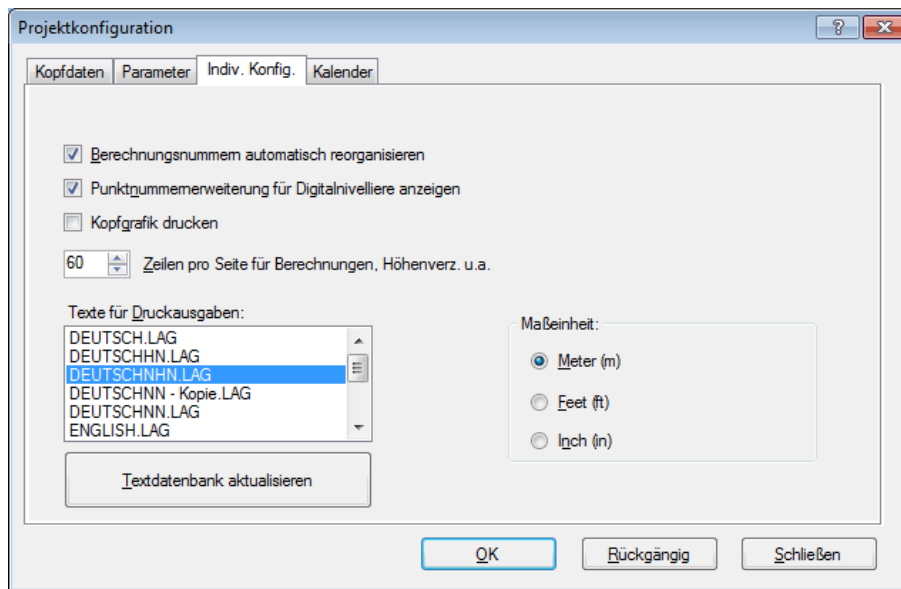 Projektkonfiguration
Kopfdaten Parameter Indiv. Konfig. Kalender
Berechnungsnummern automatisch reorganisieren
Punktnummernerweiterung für Digitalnivelliere anzeigen
Kopfgrafik drucken
60 Zeilen pro Seite für Berechnungen, Höhenverz. u.a.
Texte für Druckausgaben:
DEUTSCH.LAG
DEUTSCHHN.LAG
DEUTSCHNHN.LAG
DEUTSCHNN - Kopie.LAG
DEUTSCHNN.LAG
ENGLISH.LAG
Textdatenbank aktualisieren
Maßeinheit:
Meter (m)
Feet (ft)
Inch (in)
OK Rückgängig Schließen